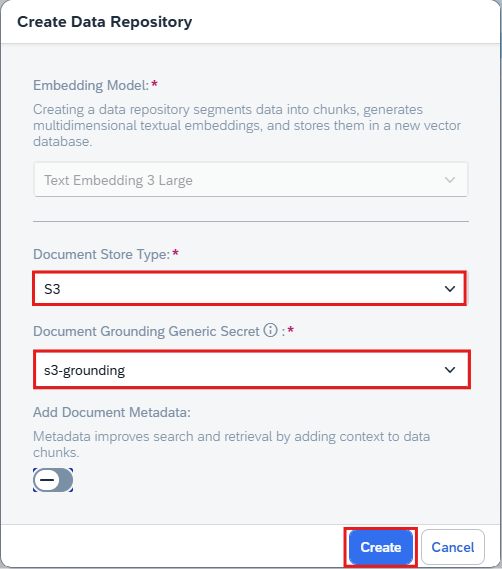 Create Data Repository
Embedding Model:*
Creating a data repository segments data into chunks, generates
multidimensional textual embeddings, and stores them in a new vector
database.
Text Embedding 3 Large
Document Store Type:*
S3
Document Grounding Generic Secret ⓘ :*
s3-grounding
Add Document Metadata:
Metadata improves search and retrieval by adding context to data
chunks.
Create
Cancel